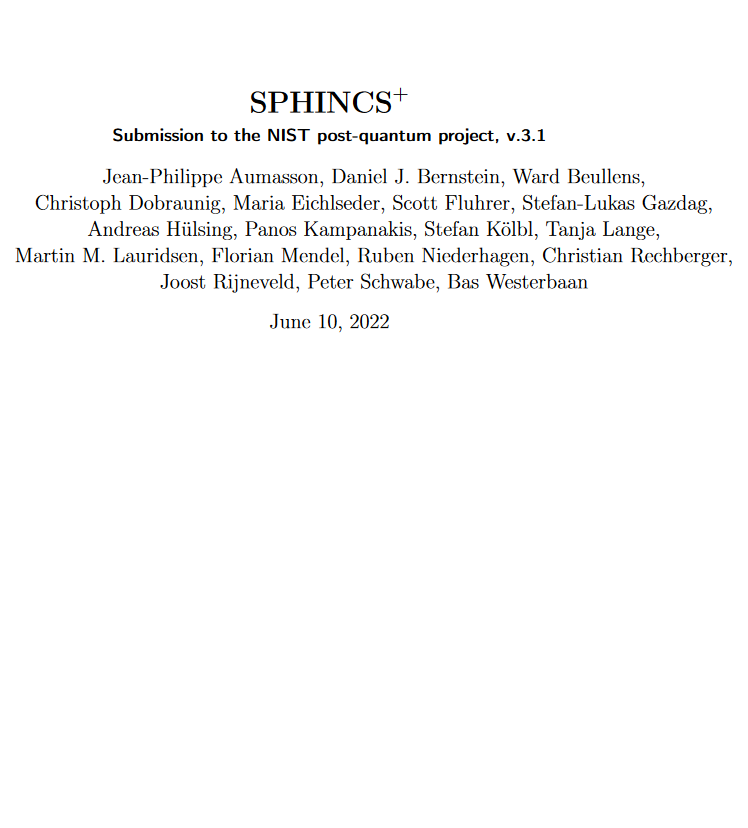 SPHINCS+
Submission to the NIST post-quantum project, v.3.1
Jean-Philippe Aumasson, Daniel J. Bernstein, Ward Beullens,
Christoph Dobraunig, Maria Eichlseder, Scott Fluhrer, Stefan-Lukas Gazdag,
Andreas Hülsing, Panos Kampanakis, Stefan Kölbl, Tanja Lange,
Martin M. Lauridsen, Florian Mendel, Ruben Niederhagen, Christian Rechberger,
Joost Rijneveld, Peter Schwabe, Bas Westerbaan
June 10, 2022